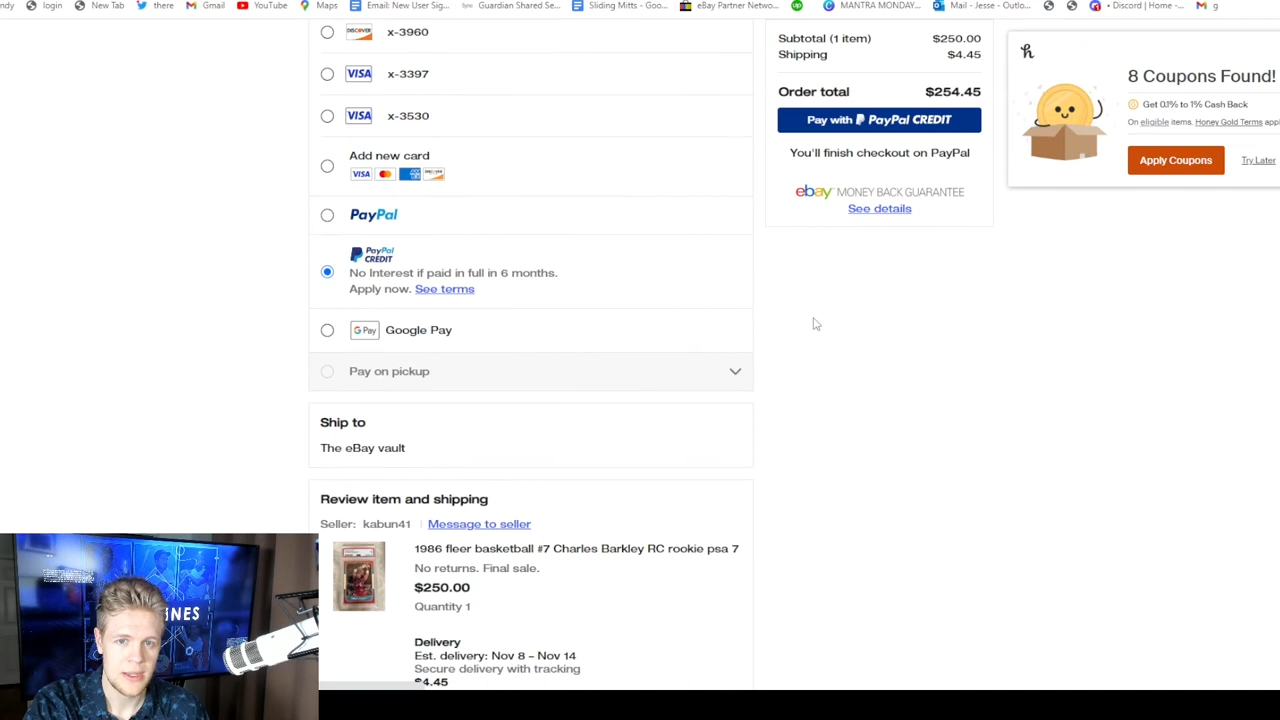 ndy
login
New Tab
there
Gmail
YouTube
Maps
Email: New User Sig...
Guardian Shared Se...
Sliding Mitts - Goo...
eBay Partner Netwo...
MANTRA MONDAY...
Mail - Jesse - Outlo...
• Discord | Home -...
g
DISCOVER x-3960
VISA x-3397
VISA x-3530
Add new card
VISA
PayPal
PayPal
CREDIT
No Interest if paid in full in 6 months.
Apply now. See terms
G Pay Google Pay
Pay on pickup
Ship to
The eBay vault
Review item and shipping
Seller: kabun41 Message to seller
1986 fleer basketball #7 Charles Barkley RC rookie psa 7
No returns. Final sale.
$250.00
Quantity 1
Delivery
Est. delivery: Nov 8 – Nov 14
Secure delivery with tracking
$4.45
Subtotal (1 item) $250.00
Shipping $4.45
Order total $254.45
Pay with PayPal CREDIT
You'll finish checkout on PayPal
ebay MONEY BACK GUARANTEE
See details
h
8 Coupons Found!
Get 0.1% to 1% Cash Back
On eligible items. Honey Gold Terms appl
Apply Coupons
Try Later
INES